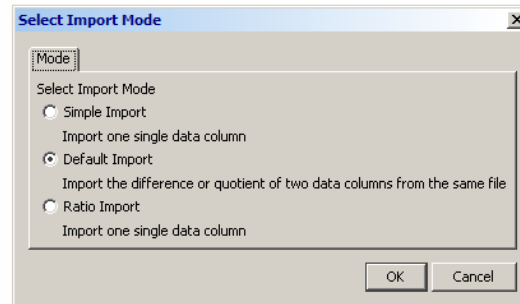 Select Import Mode
Mode
Select Import Mode
Simple Import
Import one single data column
Default Import
Import the difference or quotient of two data columns from the same file
Ratio Import
Import one single data column
OK Cancel